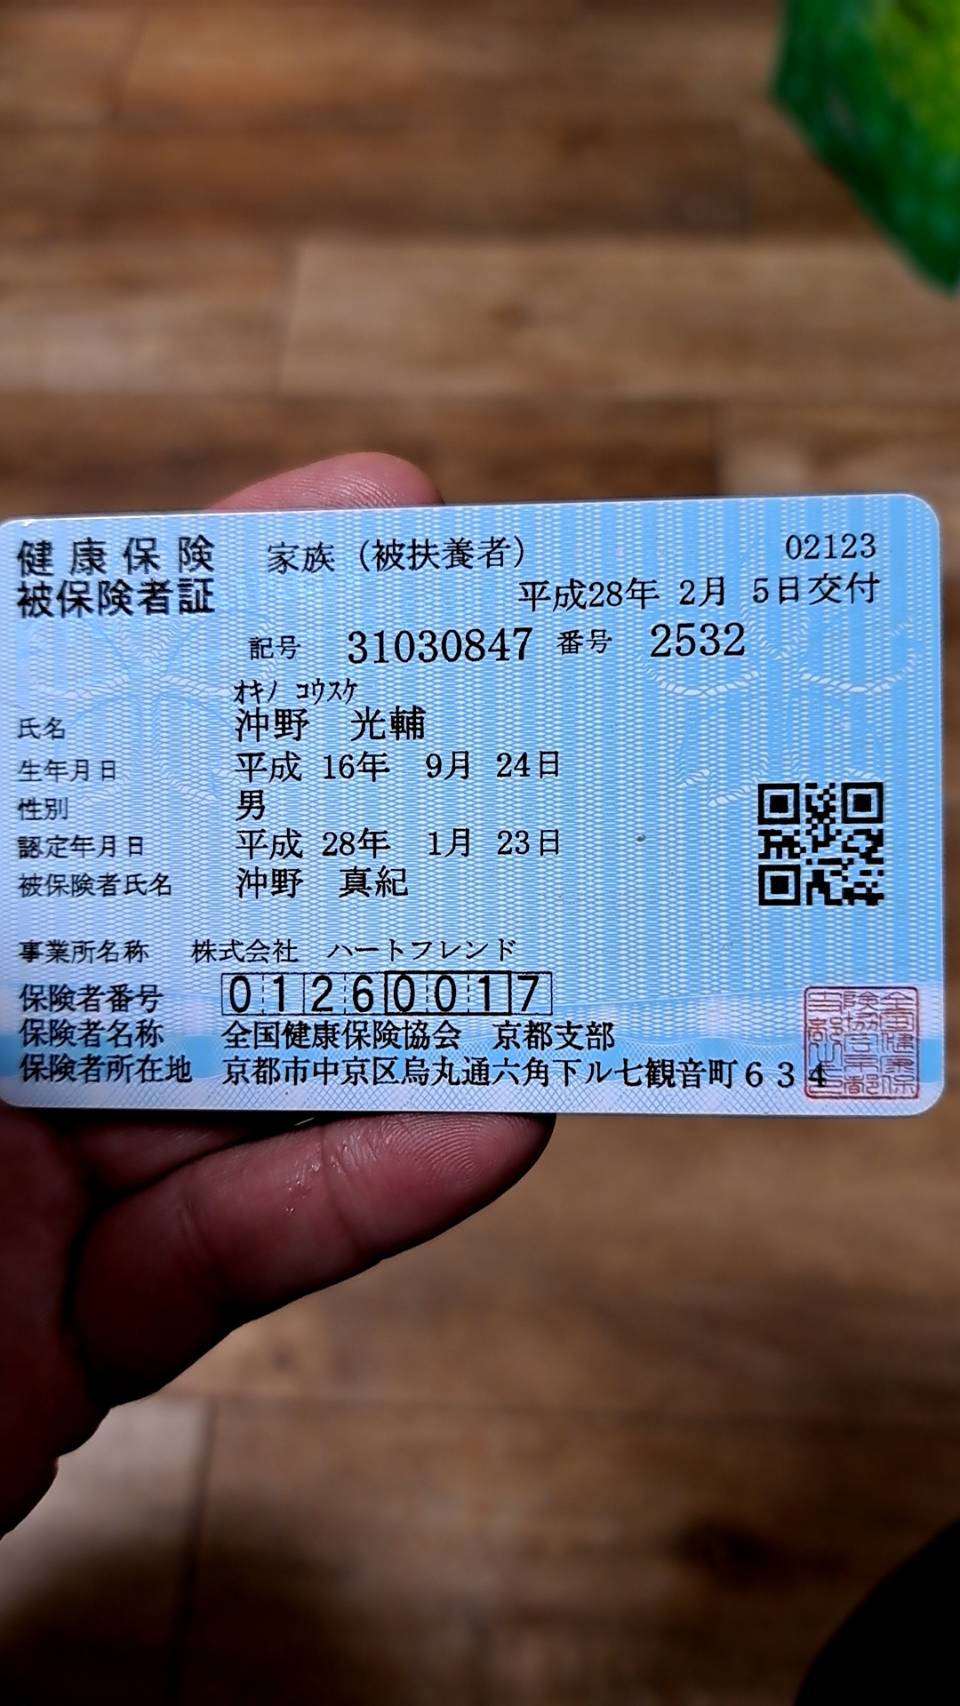 健康保険 家族（被扶養者） 02123
被保険者証 平成28年 2月 5日交付
記号 31030847 番号 2532
ｵｷﾉ ｺｳｽｹ
氏名 沖野 光輔
生年月日 平成 16年 9月 24日
性別 男
認定年月日 平成 28年 1月 23日
被保険者氏名 沖野 真紀
事業所名称 株式会社 ハートフレンド
保険者番号 01260017
保険者名称 全国健康保険協会 京都支部
保険者所在地 京都市中京区烏丸通六角下ル七観音町６３４